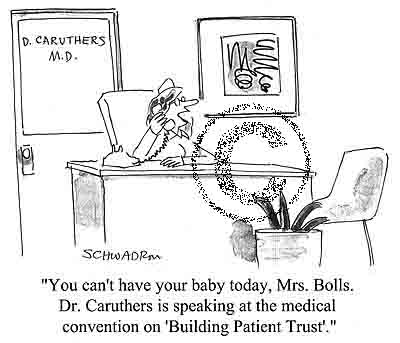 D. CARUTHERS
M.D.
©
SCHWADRON
"You can't have your baby today, Mrs. Bolls.
Dr. Caruthers is speaking at the medical
convention on 'Building Patient Trust'."